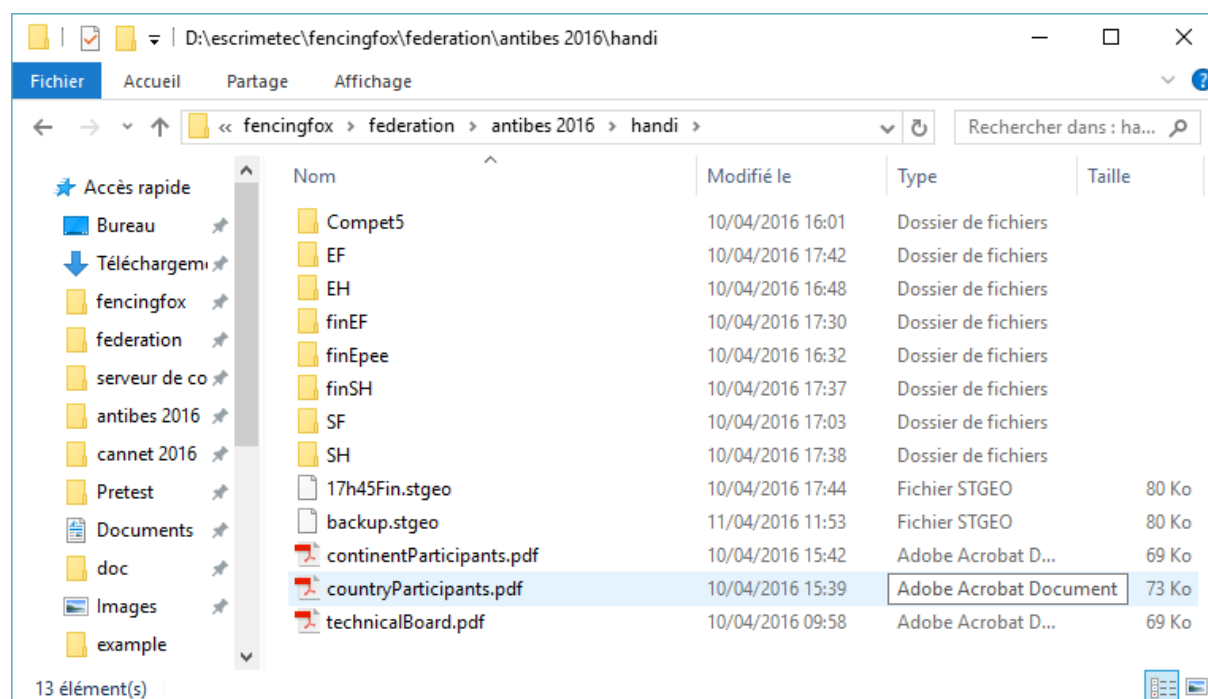 D:\escrimetec\fencingfox\federation\antibes 2016\handi
Fichier Accueil Partage Affichage ?
« fencingfox > federation > antibes 2016 > handi > Rechercher dans : ha...
Accès rapide
Bureau
Téléchargem
fencingfox
federation
serveur de co
antibes 2016
cannet 2016
Pretest
Documents
doc
Images
example
Nom Modifié le Type Taille
Compet5 10/04/2016 16:01 Dossier de fichiers
EF 10/04/2016 17:42 Dossier de fichiers
EH 10/04/2016 16:48 Dossier de fichiers
finEF 10/04/2016 17:30 Dossier de fichiers
finEpee 10/04/2016 16:32 Dossier de fichiers
finSH 10/04/2016 17:37 Dossier de fichiers
SF 10/04/2016 17:03 Dossier de fichiers
SH 10/04/2016 17:38 Dossier de fichiers
17h45Fin.stgeo 10/04/2016 17:44 Fichier STGEO 80 Ko
backup.stgeo 11/04/2016 11:53 Fichier STGEO 80 Ko
continentParticipants.pdf 10/04/2016 15:42 Adobe Acrobat D... 69 Ko
countryParticipants.pdf 10/04/2016 15:39 Adobe Acrobat Document 73 Ko
technicalBoard.pdf 10/04/2016 09:58 Adobe Acrobat D... 69 Ko
13 élément(s)